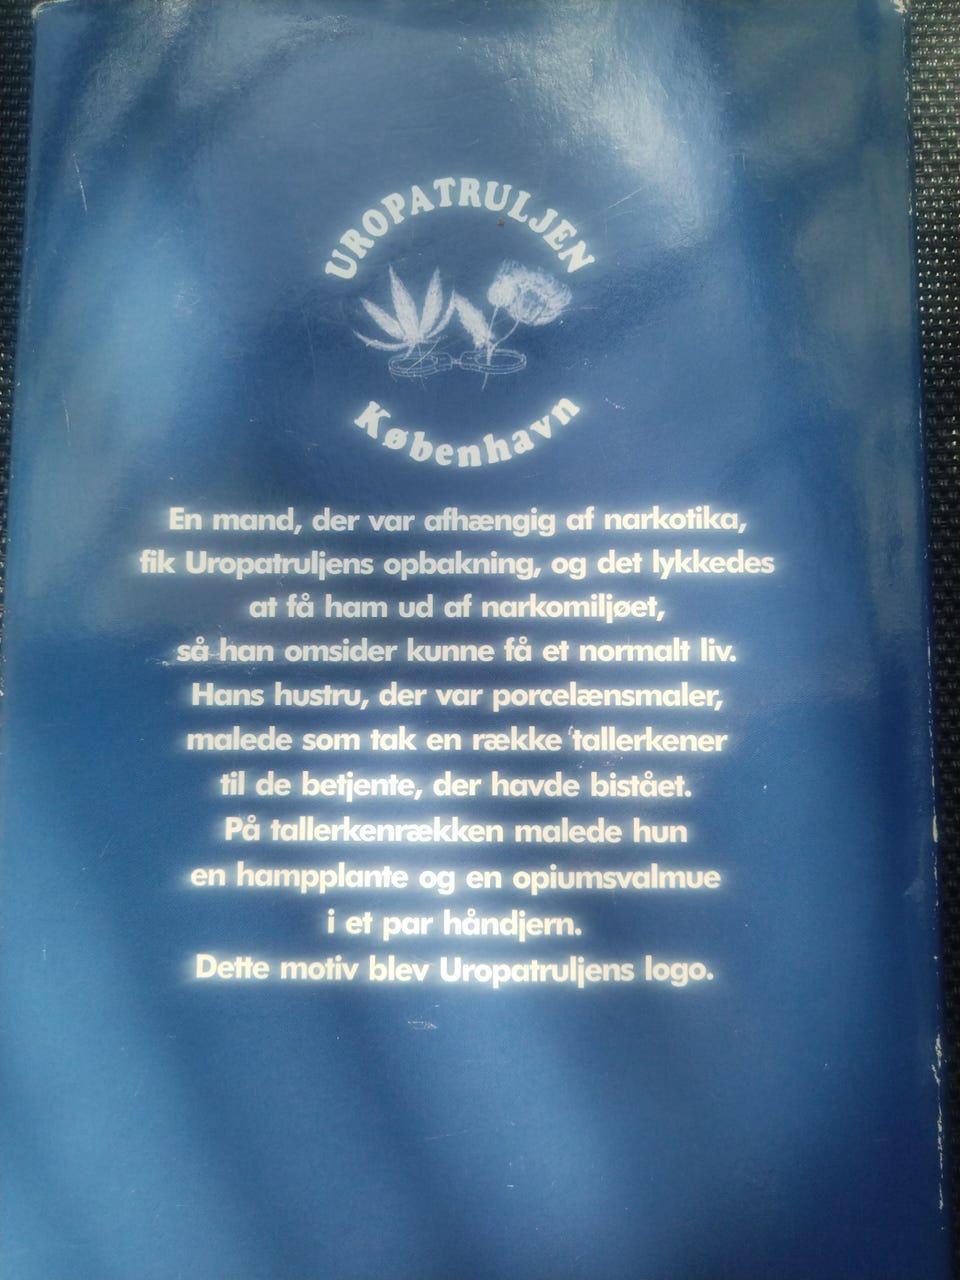 UROPATRULJEN
København
En mand, der var afhængig af narkotika,
fik Uropatruljens opbakning, og det lykkedes
at få ham ud af narkomiljøet,
så han omsider kunne få et normalt liv.
Hans hustru, der var porcelænsmaler,
malede som tak en række tallerkener
til de betjente, der havde bistået.
På tallerkenrækken malede hun
en hampplante og en opiumsvalmue
i et par håndjern.
Dette motiv blev Uropatruljens logo.